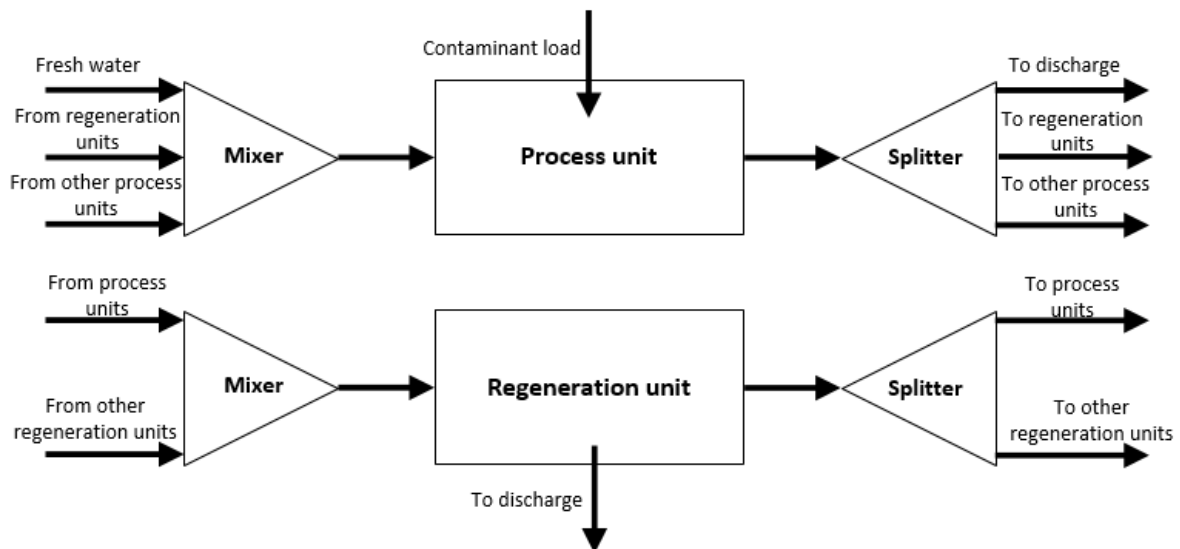 Contaminant load
Fresh water
From regeneration
units
From other process
units
Mixer
Process unit
Splitter
To discharge
To regeneration
units
To other process
units
From process
units
From other
regeneration units
Mixer
Regeneration unit
To discharge
Splitter
To process
units
To other
regeneration units